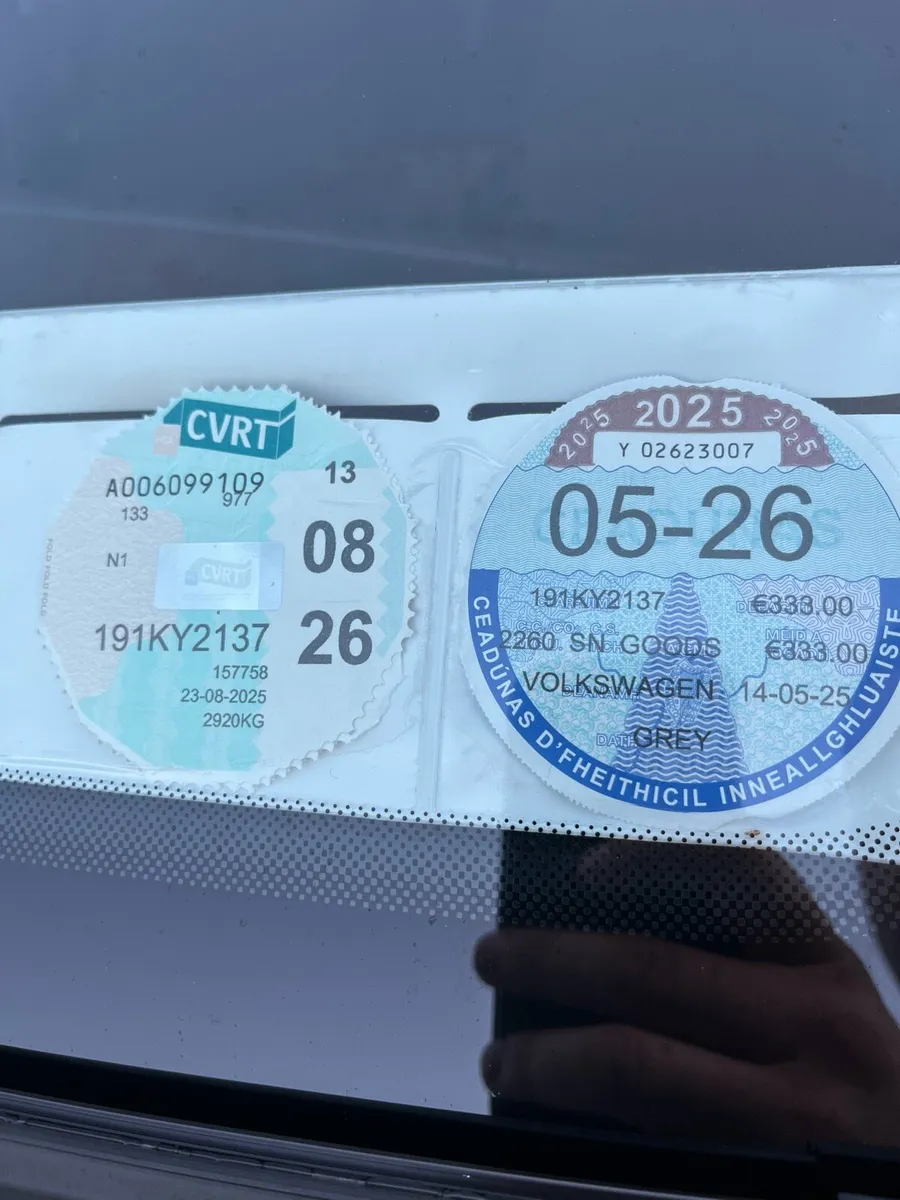 CVRT
A006099109
977
13
133
08
N1
CVRT
191KY2137
26
157758
23-08-2025
2920KG
2025 2025 2025
Y 02623007
05-26
191KY2137 €333.00
2260 SN GOODS €333.00
VOLKSWAGEN 14-05-25
GREY
CEADÚNAS D'FHEITHICIL INNEALLGHLUAISTE